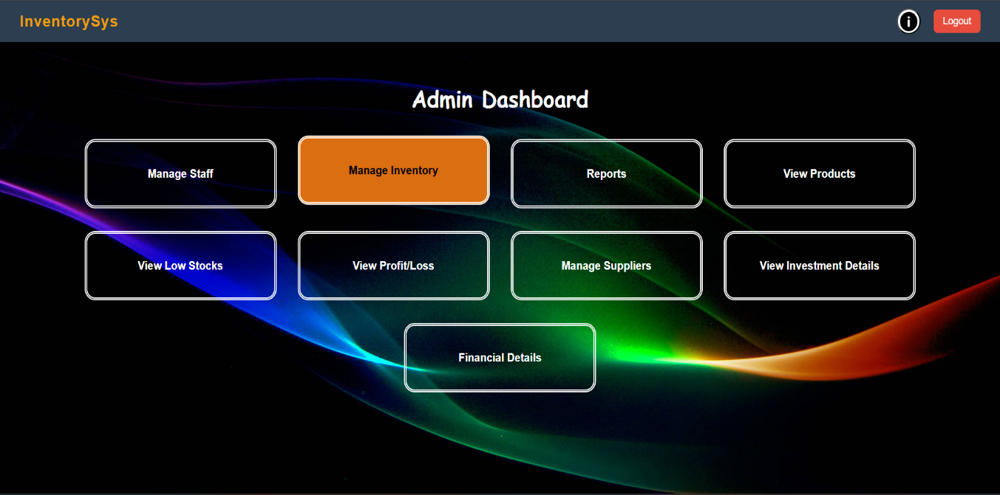 InventorySys
Logout
Admin Dashboard
Manage Staff
Manage Inventory
Reports
View Products
View Low Stocks
View Profit/Loss
Manage Suppliers
View Investment Details
Financial Details